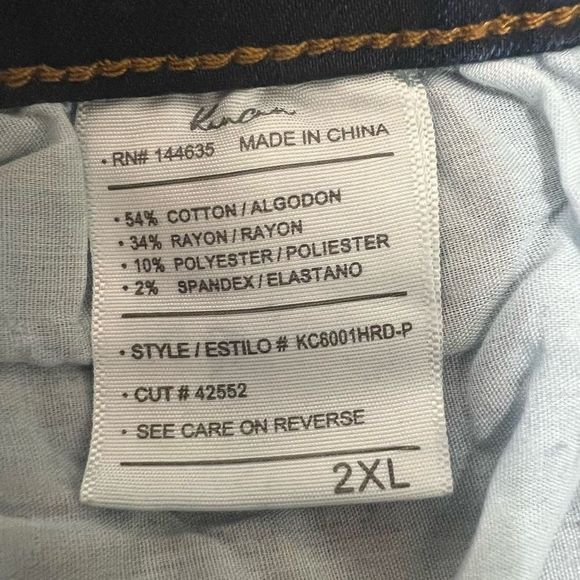 KanCan
• RN# 144635 MADE IN CHINA
• 54% COTTON / ALGODON
• 34% RAYON / RAYON
• 10% POLYESTER / POLIESTER
• 2% SPANDEX / ELASTANO
• STYLE / ESTILO # KC6001HRD-P
• CUT # 42552
• SEE CARE ON REVERSE
2XL